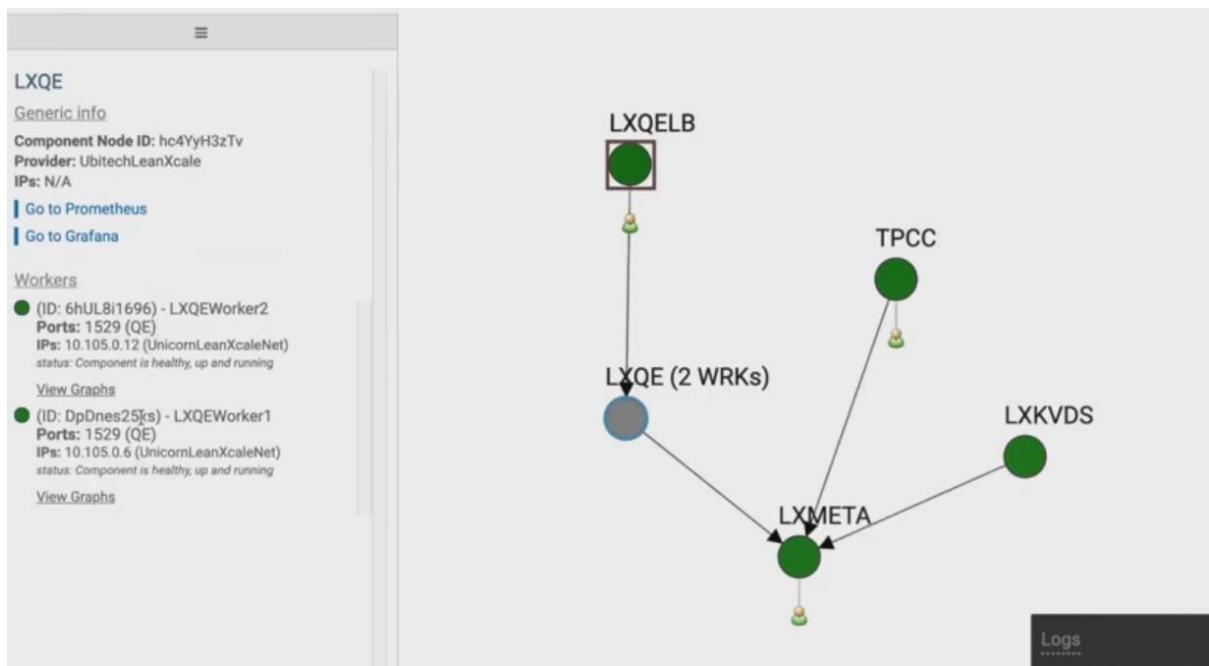 LXQE
Generic info
Component Node ID: hc4YyH3zTv
Provider: UbitechLeanXcale
IPs: N/A
Go to Prometheus
Go to Grafana
Workers
(ID: 6hUL8i1696) - LXQEWorker2
Ports: 1529 (QE)
IPs: 10.105.0.12 (UnicornLeanXcaleNet)
status: Component is healthy, up and running
View Graphs
(ID: DpDnes25ks) - LXQEWorker1
Ports: 1529 (QE)
IPs: 10.105.0.6 (UnicornLeanXcaleNet)
status: Component is healthy, up and running
View Graphs
LXQELB
TPCC
LXQE (2 WRKs)
LXKVDS
LXMETA
Logs